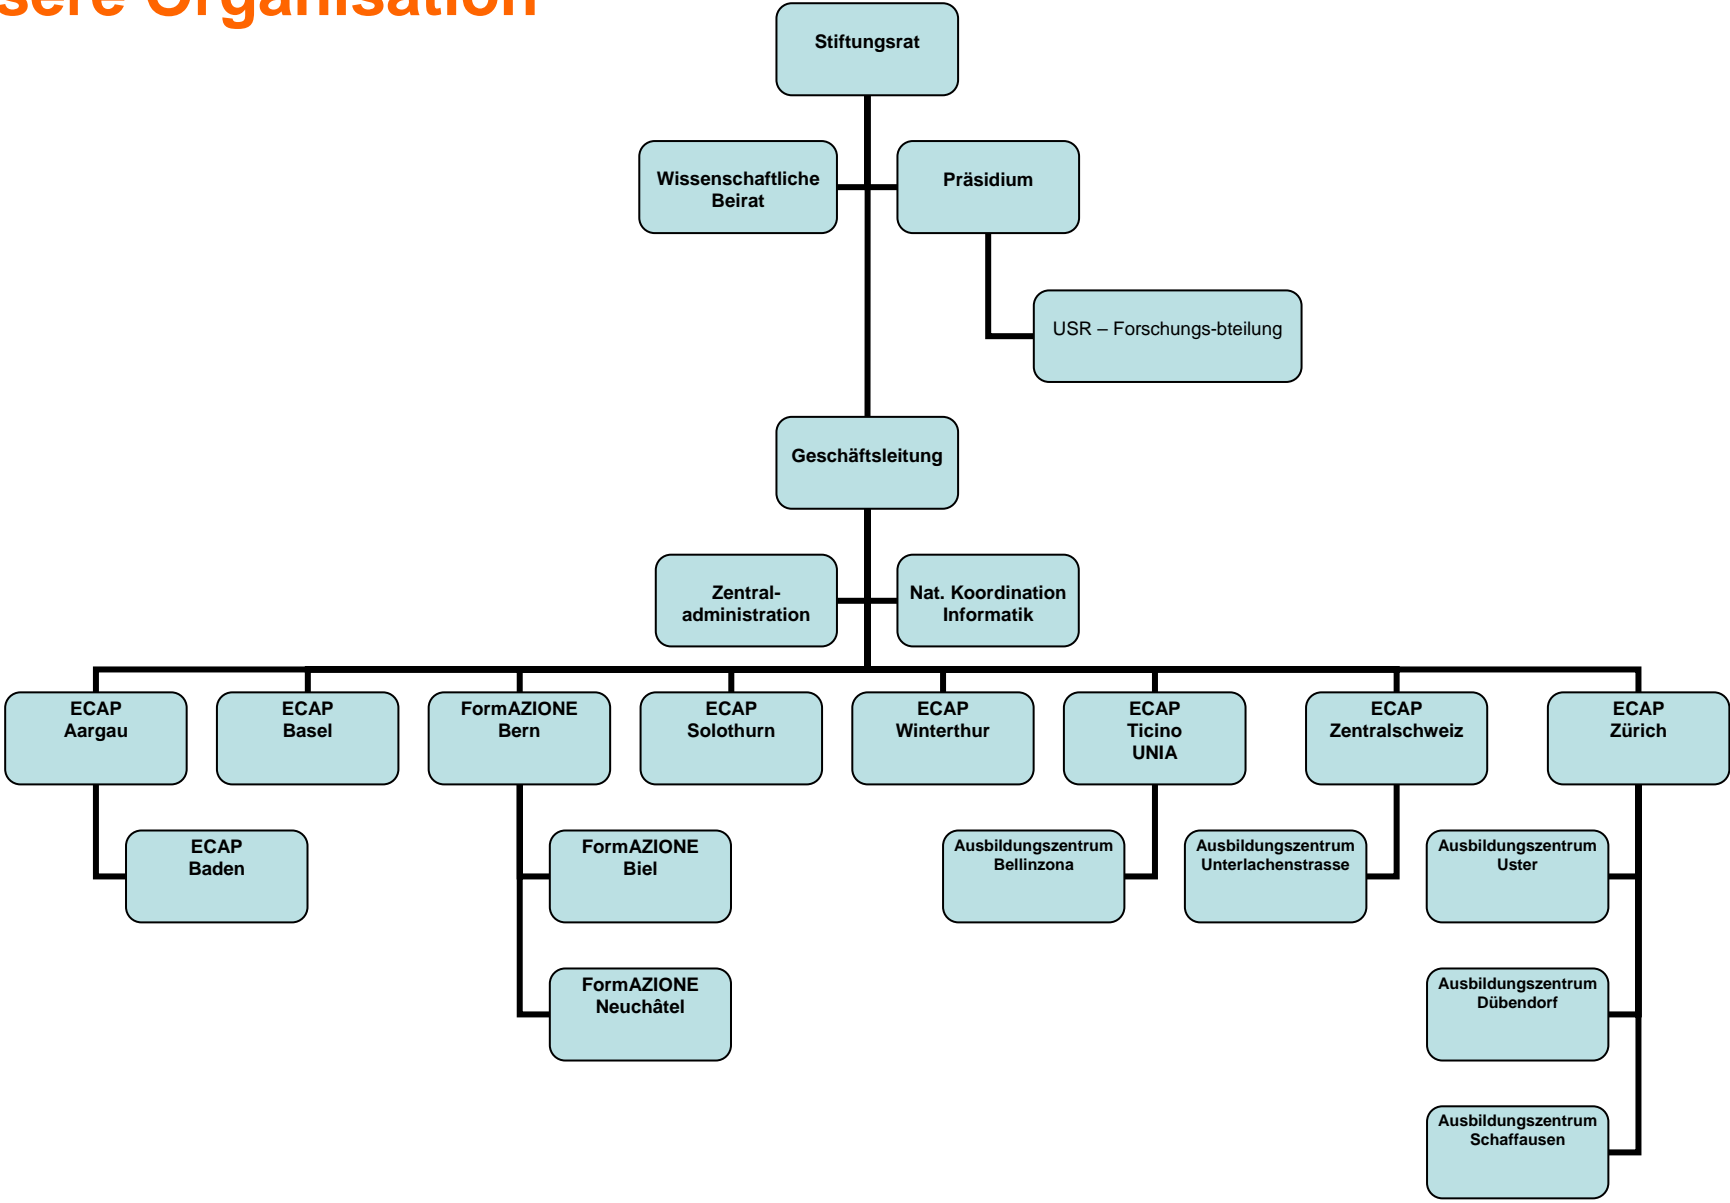 sere Organisation
Stiftungsrat
Wissenschaftliche
Beirat
Präsidium
USR – Forschungs-bteilung
Geschäftsleitung
Zentral-
administration
Nat. Koordination
Informatik
ECAP
Aargau
ECAP
Basel
FormAZIONE
Bern
ECAP
Solothurn
ECAP
Winterthur
ECAP
Ticino
UNIA
ECAP
Zentralschweiz
ECAP
Zürich
ECAP
Baden
FormAZIONE
Biel
Ausbildungszentrum
Bellinzona
Ausbildungszentrum
Unterlachenstrasse
Ausbildungszentrum
Uster
FormAZIONE
Neuchâtel
Ausbildungszentrum
Dübendorf
Ausbildungszentrum
Schaffausen